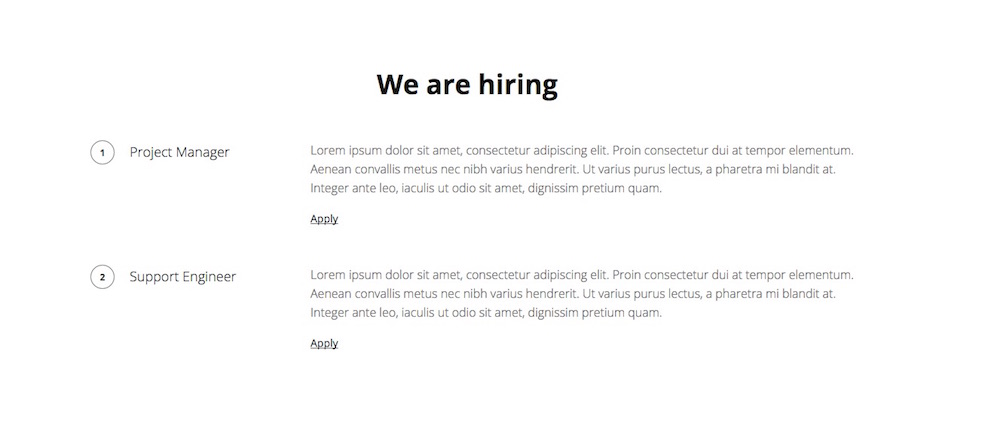 We are hiring
1 Project Manager
Lorem ipsum dolor sit amet, consectetur adipiscing elit. Proin consectetur dui at tempor elementum.
Aenean convallis metus nec nibh varius hendrerit. Ut varius purus lectus, a pharetra mi blandit at.
Integer ante leo, iaculis ut odio sit amet, dignissim pretium quam.
Apply
2 Support Engineer
Lorem ipsum dolor sit amet, consectetur adipiscing elit. Proin consectetur dui at tempor elementum.
Aenean convallis metus nec nibh varius hendrerit. Ut varius purus lectus, a pharetra mi blandit at.
Integer ante leo, iaculis ut odio sit amet, dignissim pretium quam.
Apply